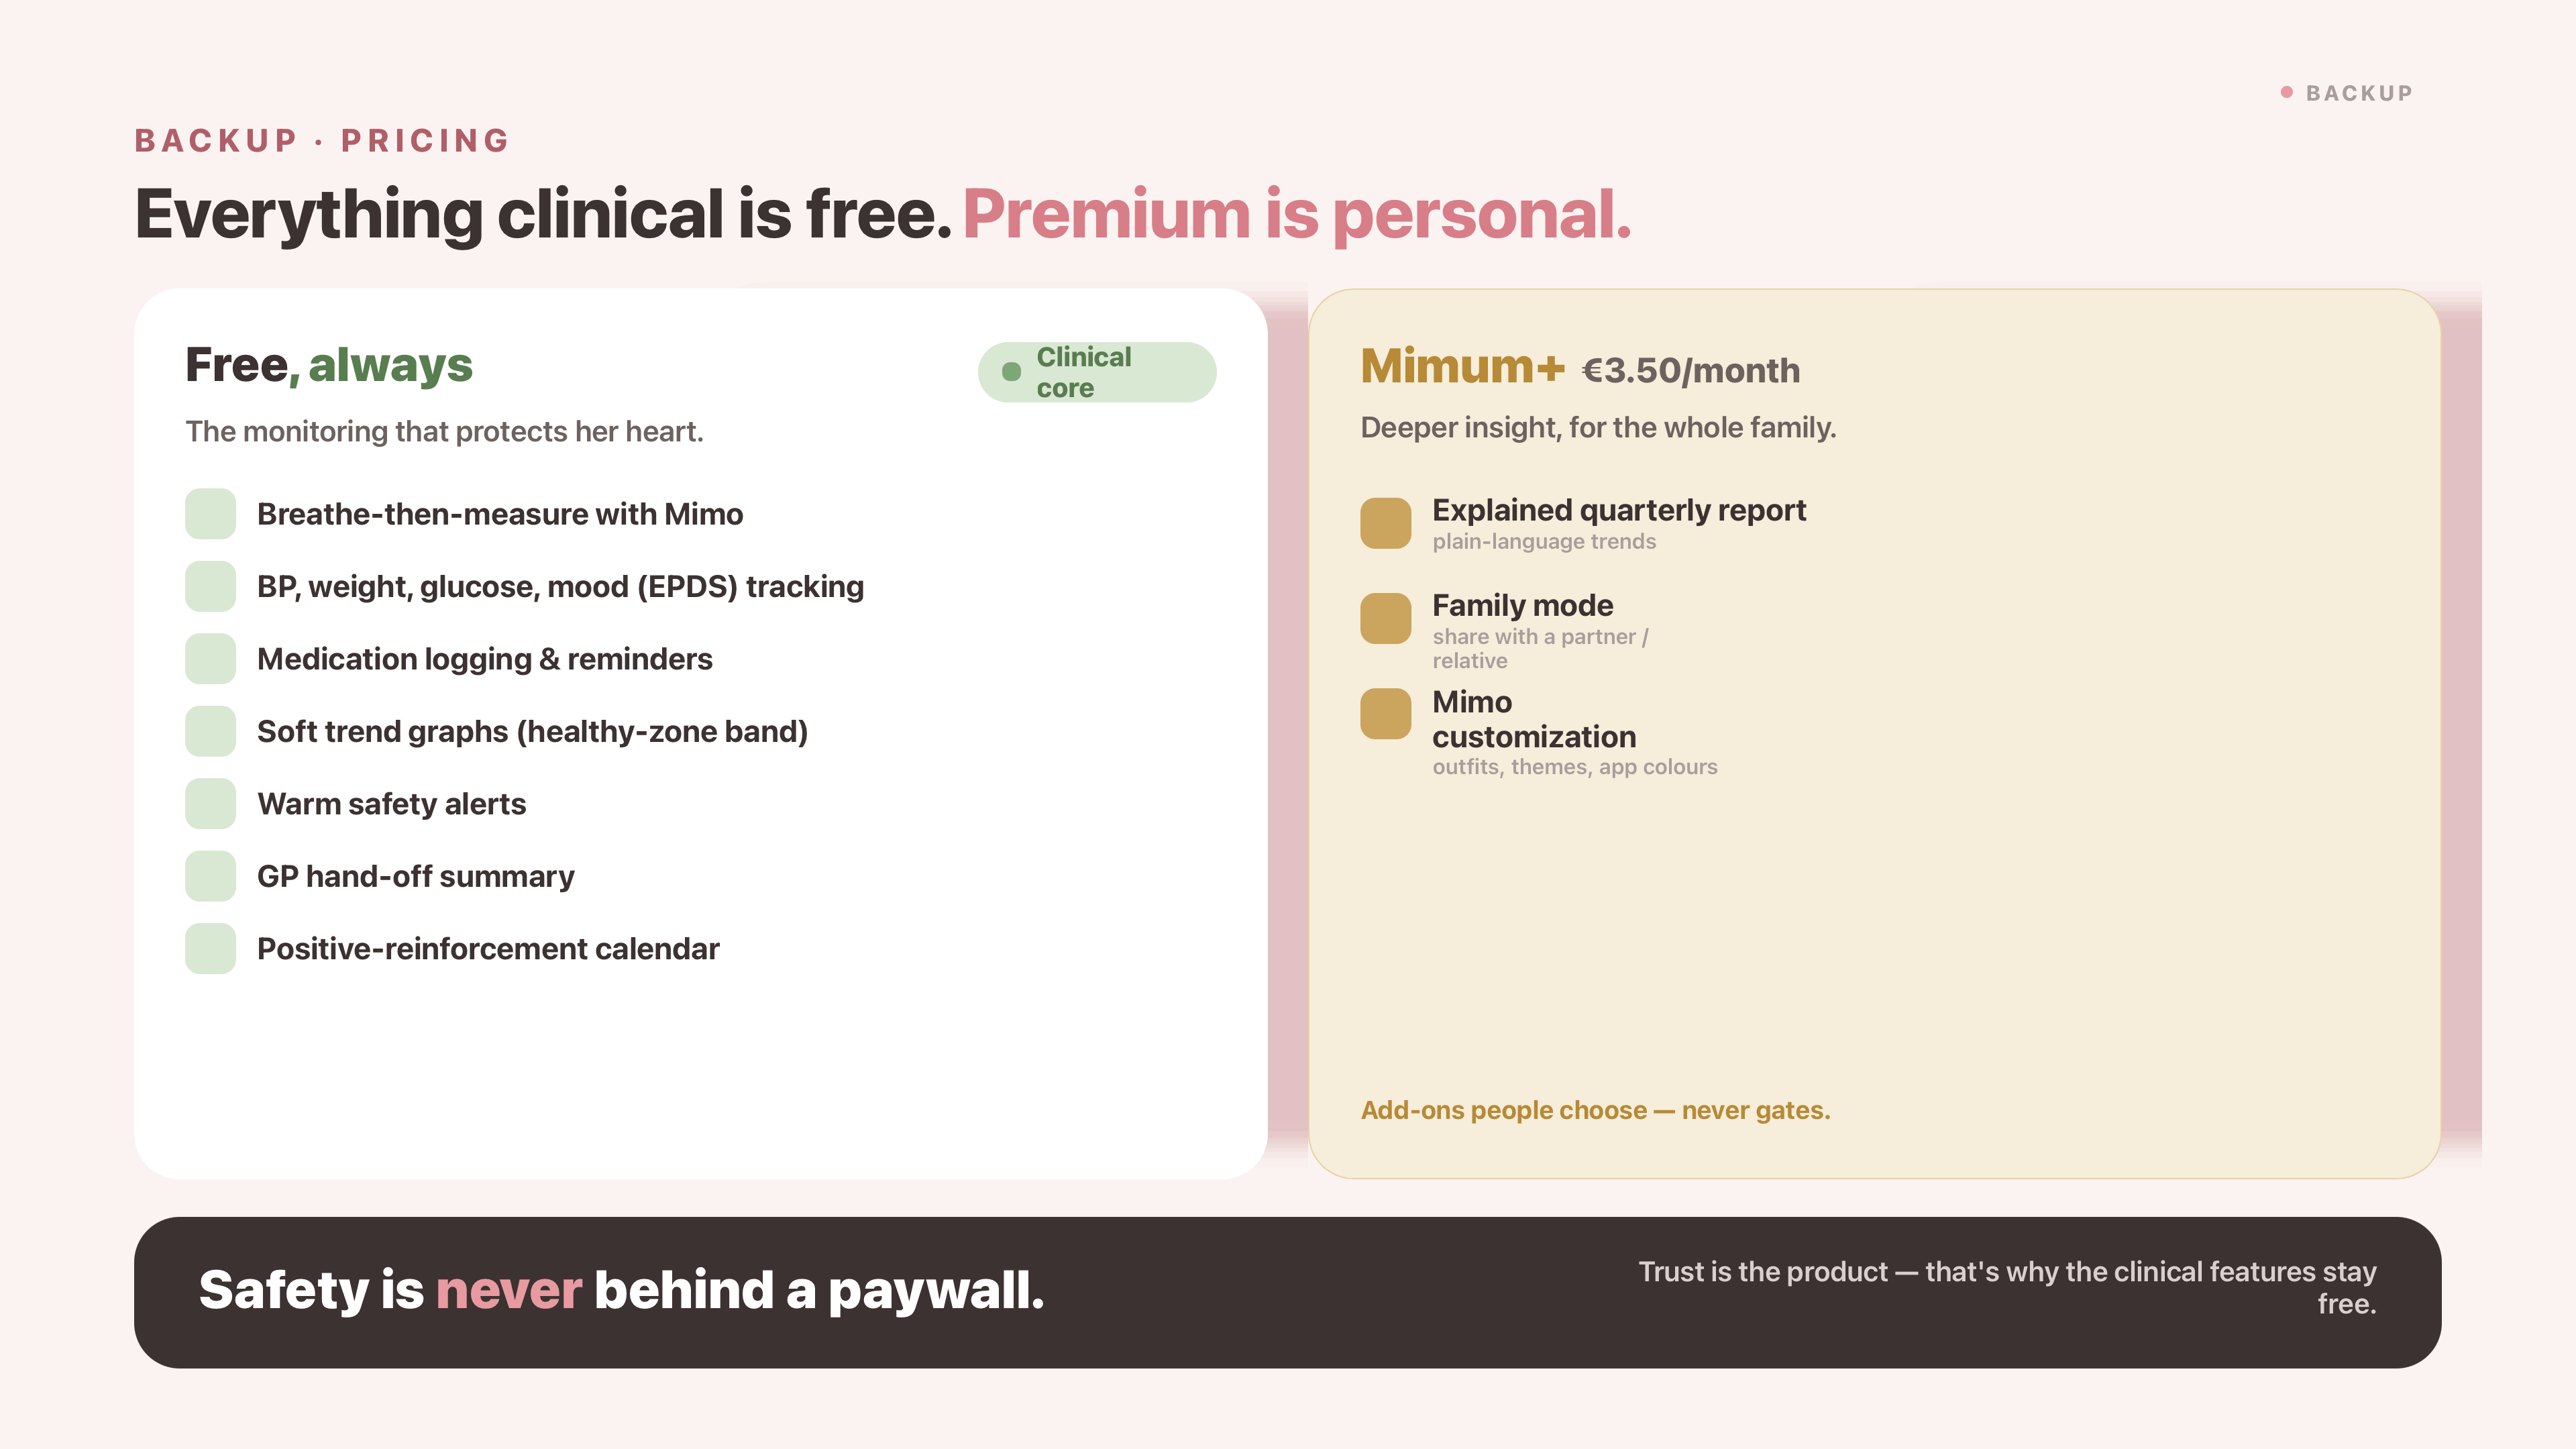 BACKUP
BACKUP · PRICING
Everything clinical is free. Premium is personal.
Free, always
Clinical
core
The monitoring that protects her heart.
Breathe-then-measure with Mimo
BP, weight, glucose, mood (EPDS) tracking
Medication logging & reminders
Soft trend graphs (healthy-zone band)
Warm safety alerts
GP hand-off summary
Positive-reinforcement calendar
Mimum+ €3.50/month
Deeper insight, for the whole family.
Explained quarterly report
plain-language trends
Family mode
share with a partner /
relative
Mimo
customization
outfits, themes, app colours
Add-ons people choose — never gates.
Safety is never behind a paywall.
Trust is the product — that's why the clinical features stay
free.